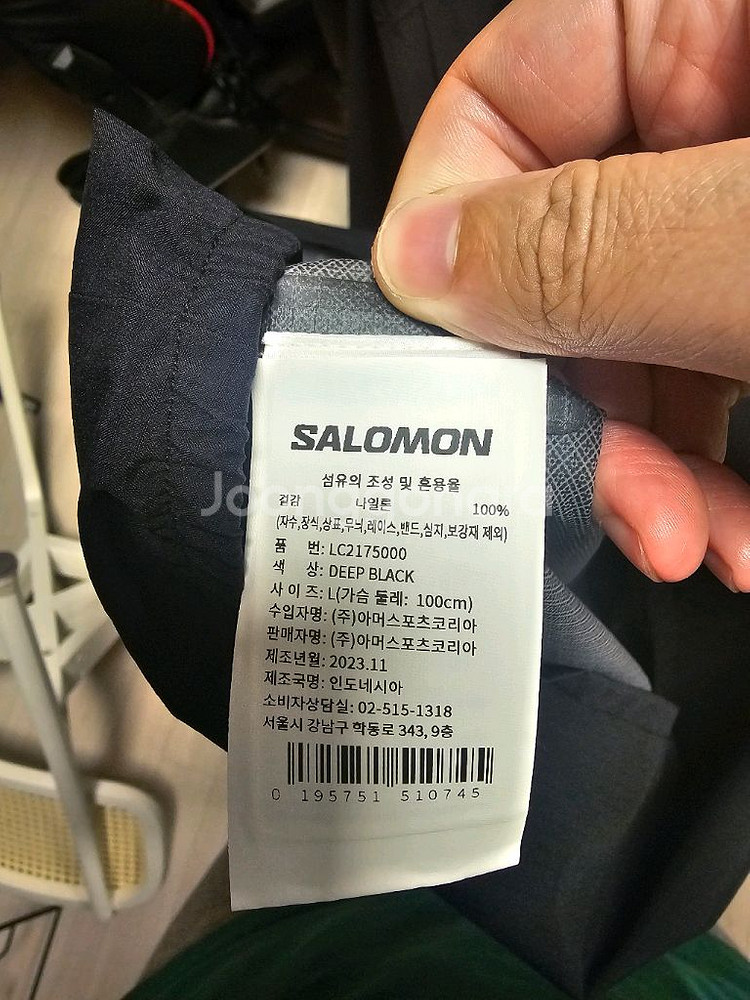 SALOMON
섬유의 조성 및 혼용율
겉감 나일론 100%
(자수,장식,상표,무늬,레이스,밴드,심지,보강재 제외)
품 번: LC2175000
색 상: DEEP BLACK
사 이 즈: L(가슴 둘레: 100cm)
수입자명: (주)아머스포츠코리아
판매자명: (주)아머스포츠코리아
제조년월: 2023.11
제조국명: 인도네시아
소비자상담실: 02-515-1318
서울시 강남구 학동로 343, 9층
0 195751 510745